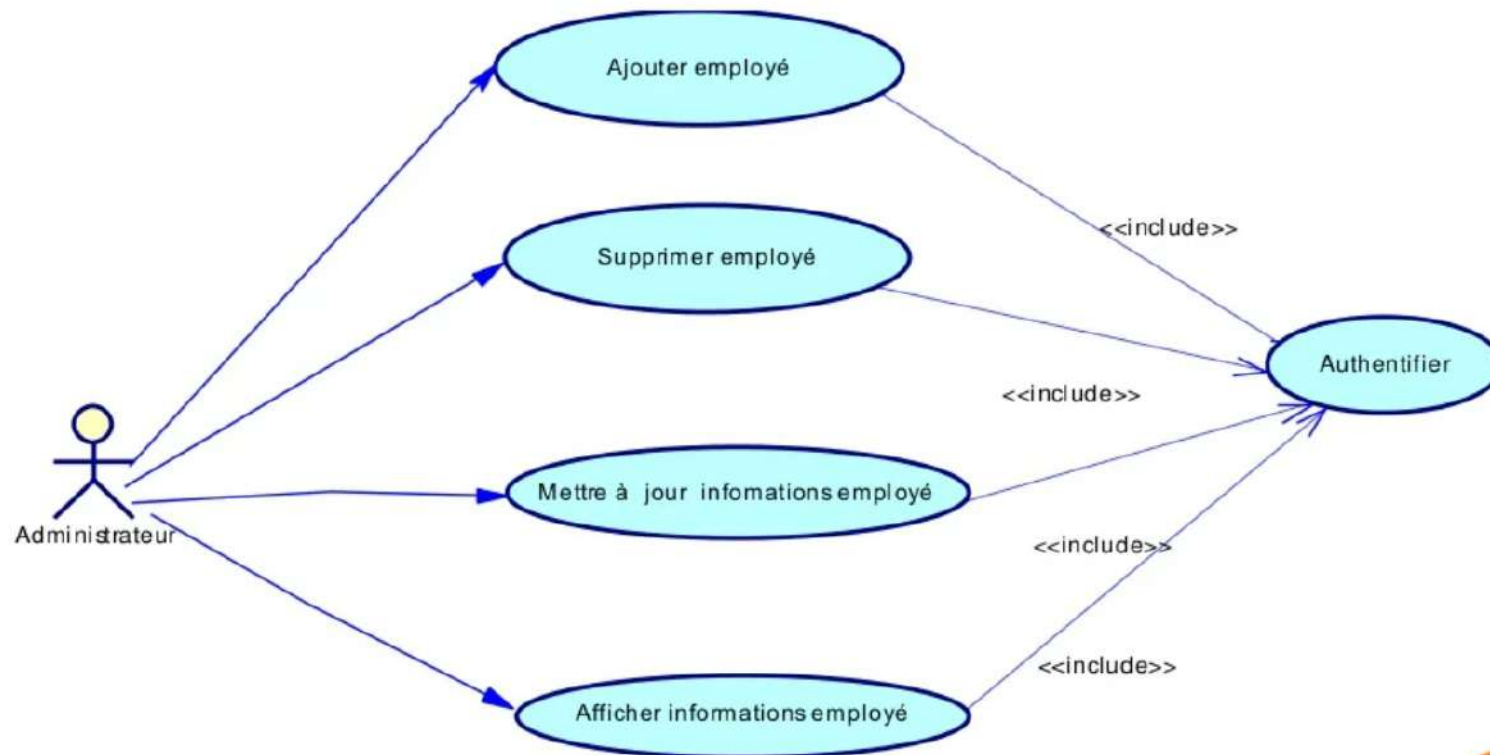 Ajouter employé
<<include>>
Supprimer employé
Authentifier
<<include>>
Mettre à jour infomations employé
Administrateur
<<include>>
<<include>>
Afficher informations employé